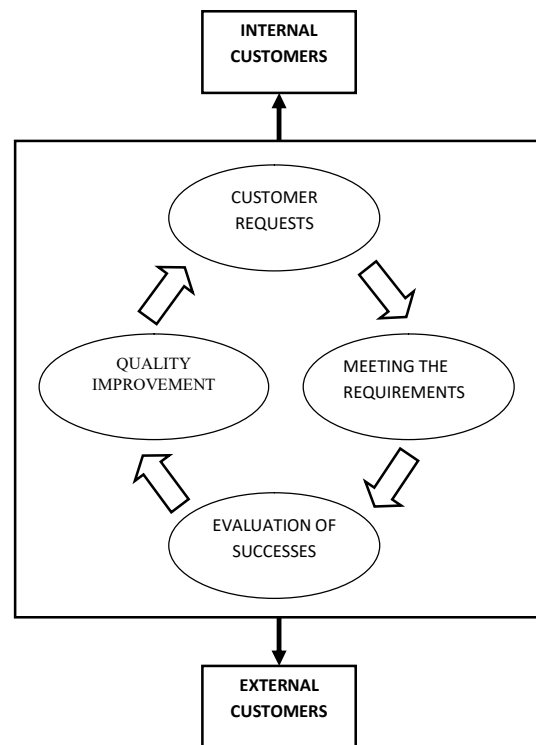 INTERNAL
CUSTOMERS
CUSTOMER
REQUESTS
QUALITY
IMPROVEMENT
MEETING THE
REQUIREMENTS
EVALUATION OF
SUCCESSES
EXTERNAL
CUSTOMERS